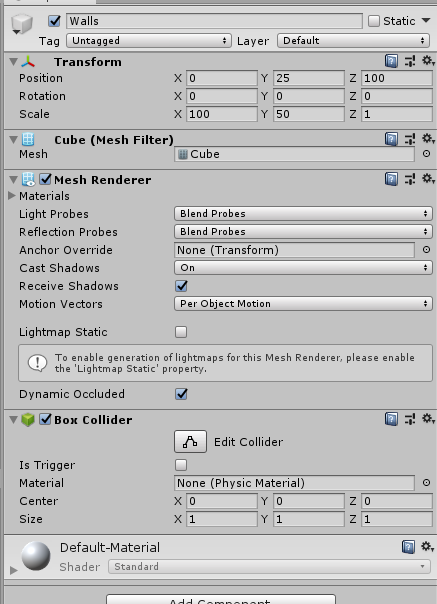 Walls Static
Tag Untagged Layer Default
Transform
Position X 0 Y 25 Z 100
Rotation X 0 Y 0 Z 0
Scale X 100 Y 50 Z 1
Cube (Mesh Filter)
Mesh Cube
Mesh Renderer
Materials
Light Probes Blend Probes
Reflection Probes Blend Probes
Anchor Override None (Transform)
Cast Shadows On
Receive Shadows
Motion Vectors Per Object Motion
Lightmap Static
To enable generation of lightmaps for this Mesh Renderer, please enable
the 'Lightmap Static' property.
Dynamic Occluded
Box Collider
Edit Collider
Is Trigger
Material None (Physic Material)
Center X 0 Y 0 Z 0
Size X 1 Y 1 Z 1
Default-Material
Shader Standard
Add Component